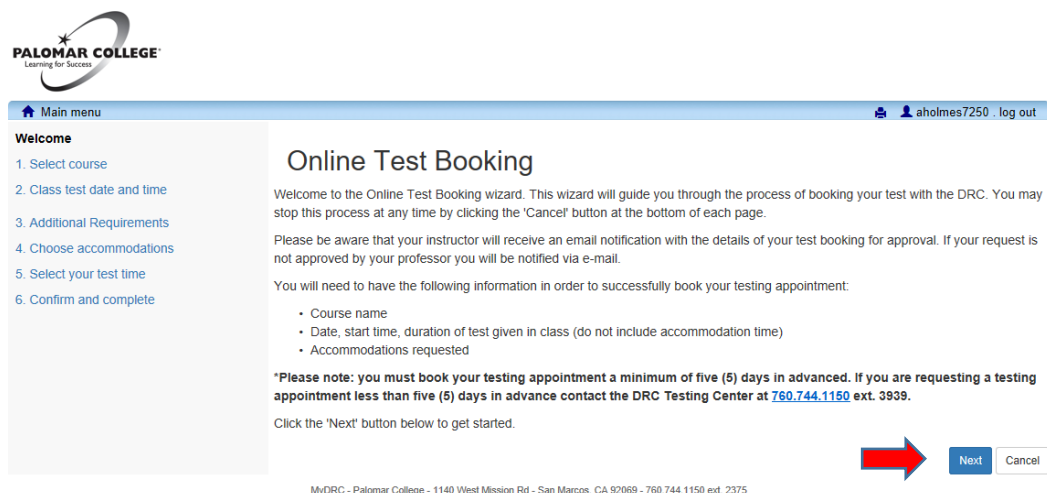 PALOMAR COLLEGE
Learning for Success
Main menu
aholmes7250 . log out
Welcome
1. Select course
2. Class test date and time
3. Additional Requirements
4. Choose accommodations
5. Select your test time
6. Confirm and complete
Online Test Booking
Welcome to the Online Test Booking wizard. This wizard will guide you through the process of booking your test with the DRC. You may
stop this process at any time by clicking the 'Cancel' button at the bottom of each page.
Please be aware that your instructor will receive an email notification with the details of your test booking for approval. If your request is
not approved by your professor you will be notified via e-mail.
You will need to have the following information in order to successfully book your testing appointment:
• Course name
• Date, start time, duration of test given in class (do not include accommodation time)
• Accommodations requested
*Please note: you must book your testing appointment a minimum of five (5) days in advanced. If you are requesting a testing
appointment less than five (5) days in advance contact the DRC Testing Center at 760.744.1150 ext. 3939.
Click the 'Next' button below to get started.
Next Cancel
MyDRC - Palomar College - 1140 West Mission Rd - San Marcos, CA 92069 - 760.744.1150 ext. 2375